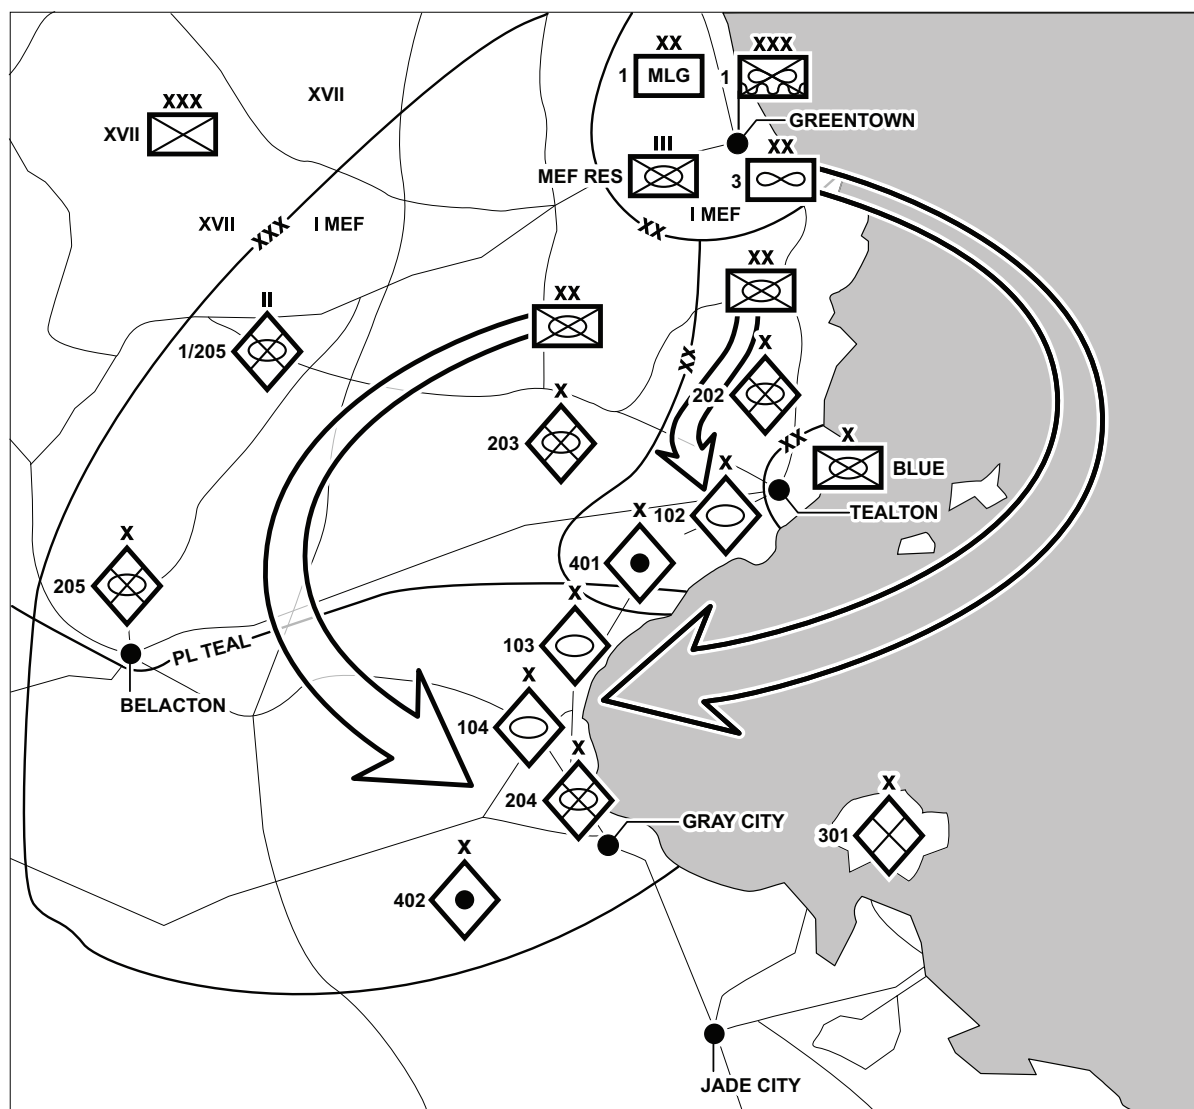 XX
XXX
1 MLG
1
XVII
XXX
XVII
GREENTOWN
III
XX
MEF RES
3
I MEF
XVII
XXX
I MEF
XX
XX
XX
II
1/205
XX
X
X
202
203
XX
X
BLUE
X
102
TEALTON
X
401
X
205
X
103
PL TEAL
BELACTON
X
104
X
204
GRAY CITY
X
301
X
402
JADE CITY